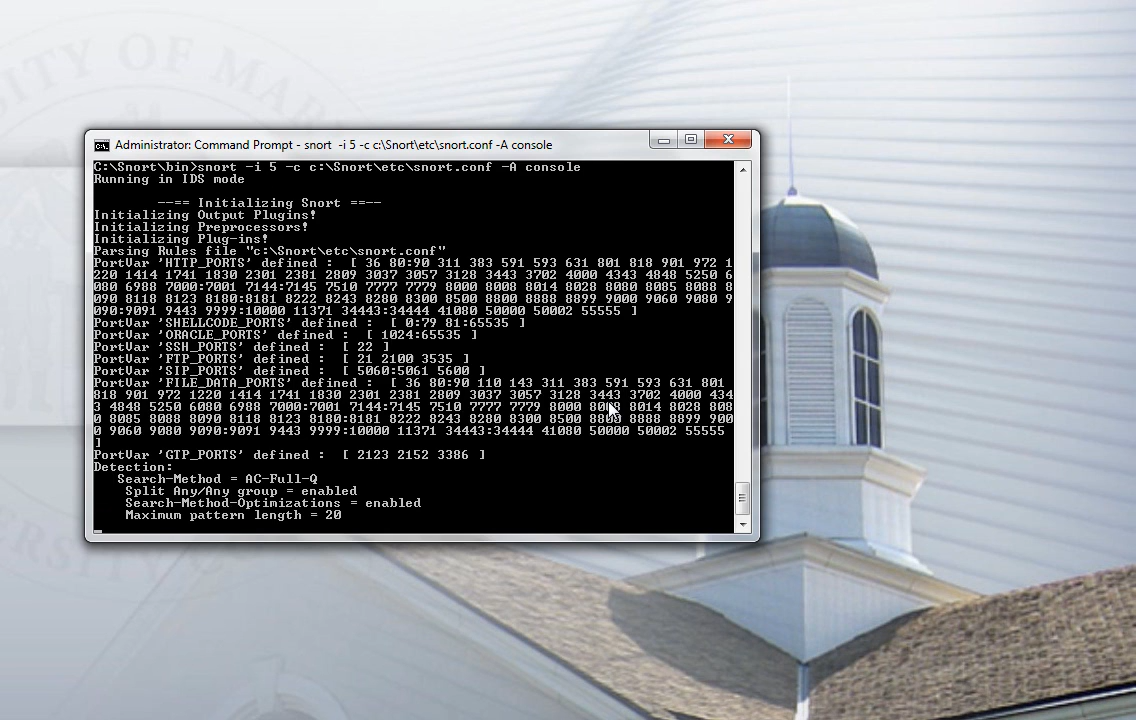 SITY OF MAR
Administrator: Command Prompt - snort  -i 5 -c c:\Snort\etc\snort.conf -A console
C:\Snort\bin>snort -i 5 -c c:\Snort\etc\snort.conf -A console
Running in IDS mode
--== Initializing Snort ==--
Initializing Output Plugins!
Initializing Preprocessors!
Initializing Plug-ins!
Parsing Rules file "c:\Snort\etc\snort.conf"
PortVar 'HTTP_PORTS' defined :  [ 36 80:90 311 383 591 593 631 801 818 901 972 1
220 1414 1741 1830 2301 2381 2809 3037 3057 3128 3443 3702 4000 4343 4848 5250 6
080 6988 7000:7001 7144:7145 7510 7777 7779 8000 8008 8014 8028 8080 8085 8088 8
090 8118 8123 8180:8181 8222 8243 8280 8300 8500 8800 8888 8899 9000 9060 9080 9
090:9091 9443 9999:10000 11371 34443:34444 41080 50000 50002 55555 ]
PortVar 'SHELLCODE_PORTS' defined :  [ 0:79 81:65535 ]
PortVar 'ORACLE_PORTS' defined :  [ 1024:65535 ]
PortVar 'SSH_PORTS' defined :  [ 22 ]
PortVar 'FTP_PORTS' defined :  [ 21 2100 3535 ]
PortVar 'SIP_PORTS' defined :  [ 5060:5061 5600 ]
PortVar 'FILE_DATA_PORTS' defined :  [ 36 80:90 110 143 311 383 591 593 631 801
818 901 972 1220 1414 1741 1830 2301 2381 2809 3037 3057 3128 3443 3702 4000 434
3 4848 5250 6080 6988 7000:7001 7144:7145 7510 7777 7779 8000 8008 8014 8028 808
0 8085 8088 8090 8118 8123 8180:8181 8222 8243 8280 8300 8500 8800 8888 8899 900
0 9060 9080 9090:9091 9443 9999:10000 11371 34443:34444 41080 50000 50002 55555
]
PortVar 'GTP_PORTS' defined :  [ 2123 2152 3386 ]
Detection:
Search-Method = AC-Full-Q
Split Any/Any group = enabled
Search-Method-Optimizations = enabled
Maximum pattern length = 20